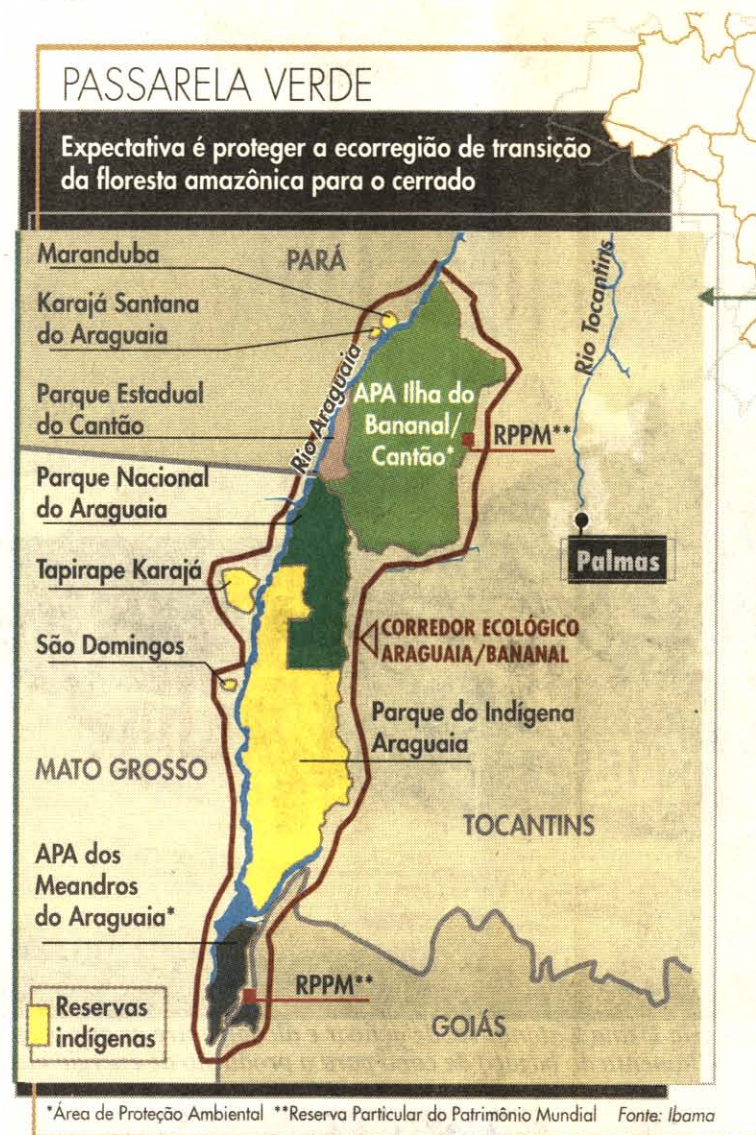 PASSARELA VERDE
Expectativa é proteger a ecorregião de transição
da floresta amazônica para o cerrado
Maranduba
PARÁ
Karajá Santana
do Araguaia
Parque Estadual
do Cantão
Rio Araguaia
APA Ilha do
Bananal/
Cantão*
RPPM**
Rio Tocantins
Palmas
Parque Nacional
do Araguaia
Tapirape Karajá
São Domingos
CORREDOR ECOLÓGICO
ARAGUAIA/BANANAL
Parque do Indígena
Araguaia
MATO GROSSO
TOCANTINS
APA dos
Meandros
do Araguaia*
RPPM**
GOIÁS
Reservas
indígenas
*Área de Proteção Ambiental **Reserva Particular do Patrimônio Mundial Fonte: Ibama